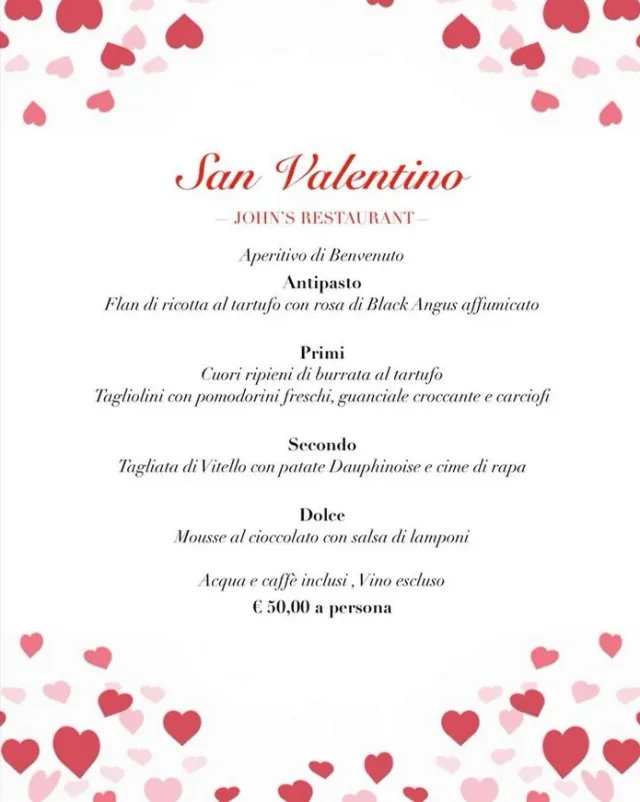 San Valentino
— JOHN'S RESTAURANT —
Aperitivo di Benvenuto
Antipasto
Flan di ricotta al tartufo con rosa di Black Angus affumicato
Primi
Cuori ripieni di burrata al tartufo
Tagliolini con pomodorini freschi, guanciale croccante e carciofi
Secondo
Tagliata di Vitello con patate Dauphinoise e cime di rapa
Dolce
Mousse al cioccolato con salsa di lamponi
Acqua e caffè inclusi , Vino escluso
€ 50,00 a persona